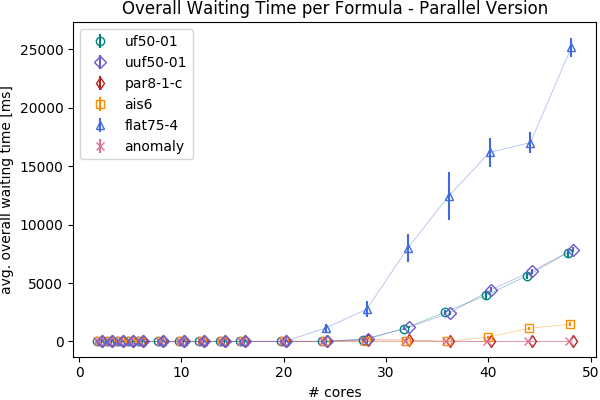 Overall Waiting Time per Formula - Parallel Version
avg. overall waiting time [ms]
25000
20000
15000
10000
5000
0
uf50-01
uuf50-01
par8-1-c
ais6
flat75-4
anomaly
0 10 20 30 40 50
# cores